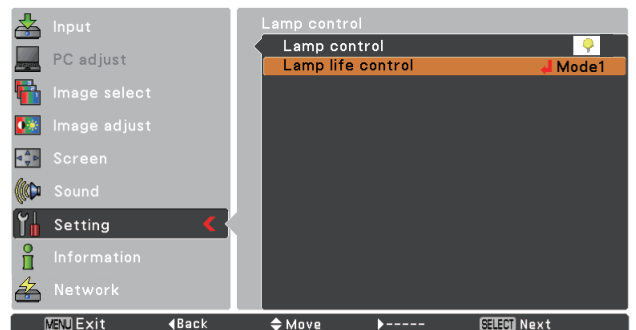 Input
PC adjust
Image select
Image adjust
Screen
Sound
Setting
Information
Network
Lamp control
Lamp control
Lamp life control Mode1
MENU Exit Back Move ----- SELECT Next